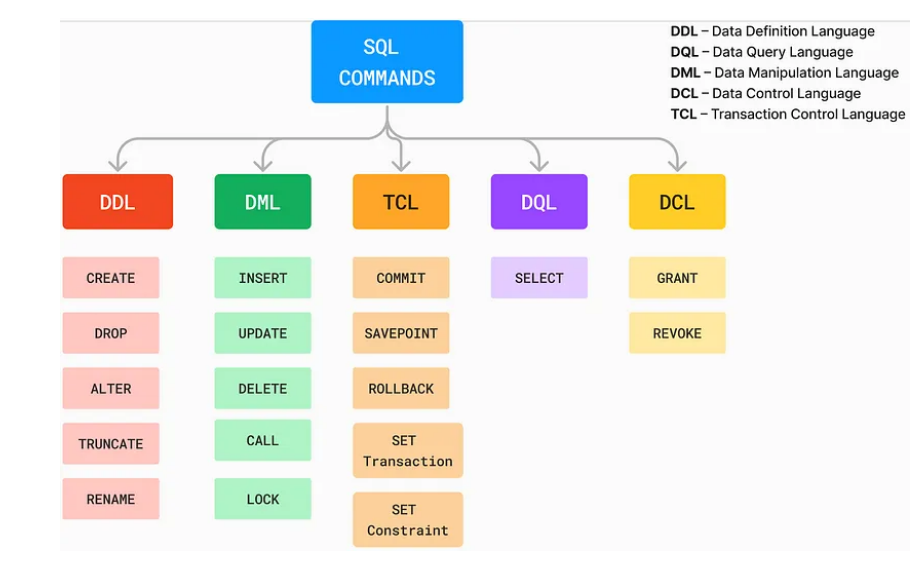 SQL
COMMANDS
DDL – Data Definition Language
DQL – Data Query Language
DML – Data Manipulation Language
DCL – Data Control Language
TCL – Transaction Control Language
DDL
DML
TCL
DQL
DCL
CREATE
INSERT
COMMIT
SELECT
GRANT
DROP
UPDATE
SAVEPOINT
REVOKE
ALTER
DELETE
ROLLBACK
TRUNCATE
CALL
SET
Transaction
RENAME
LOCK
SET
Constraint